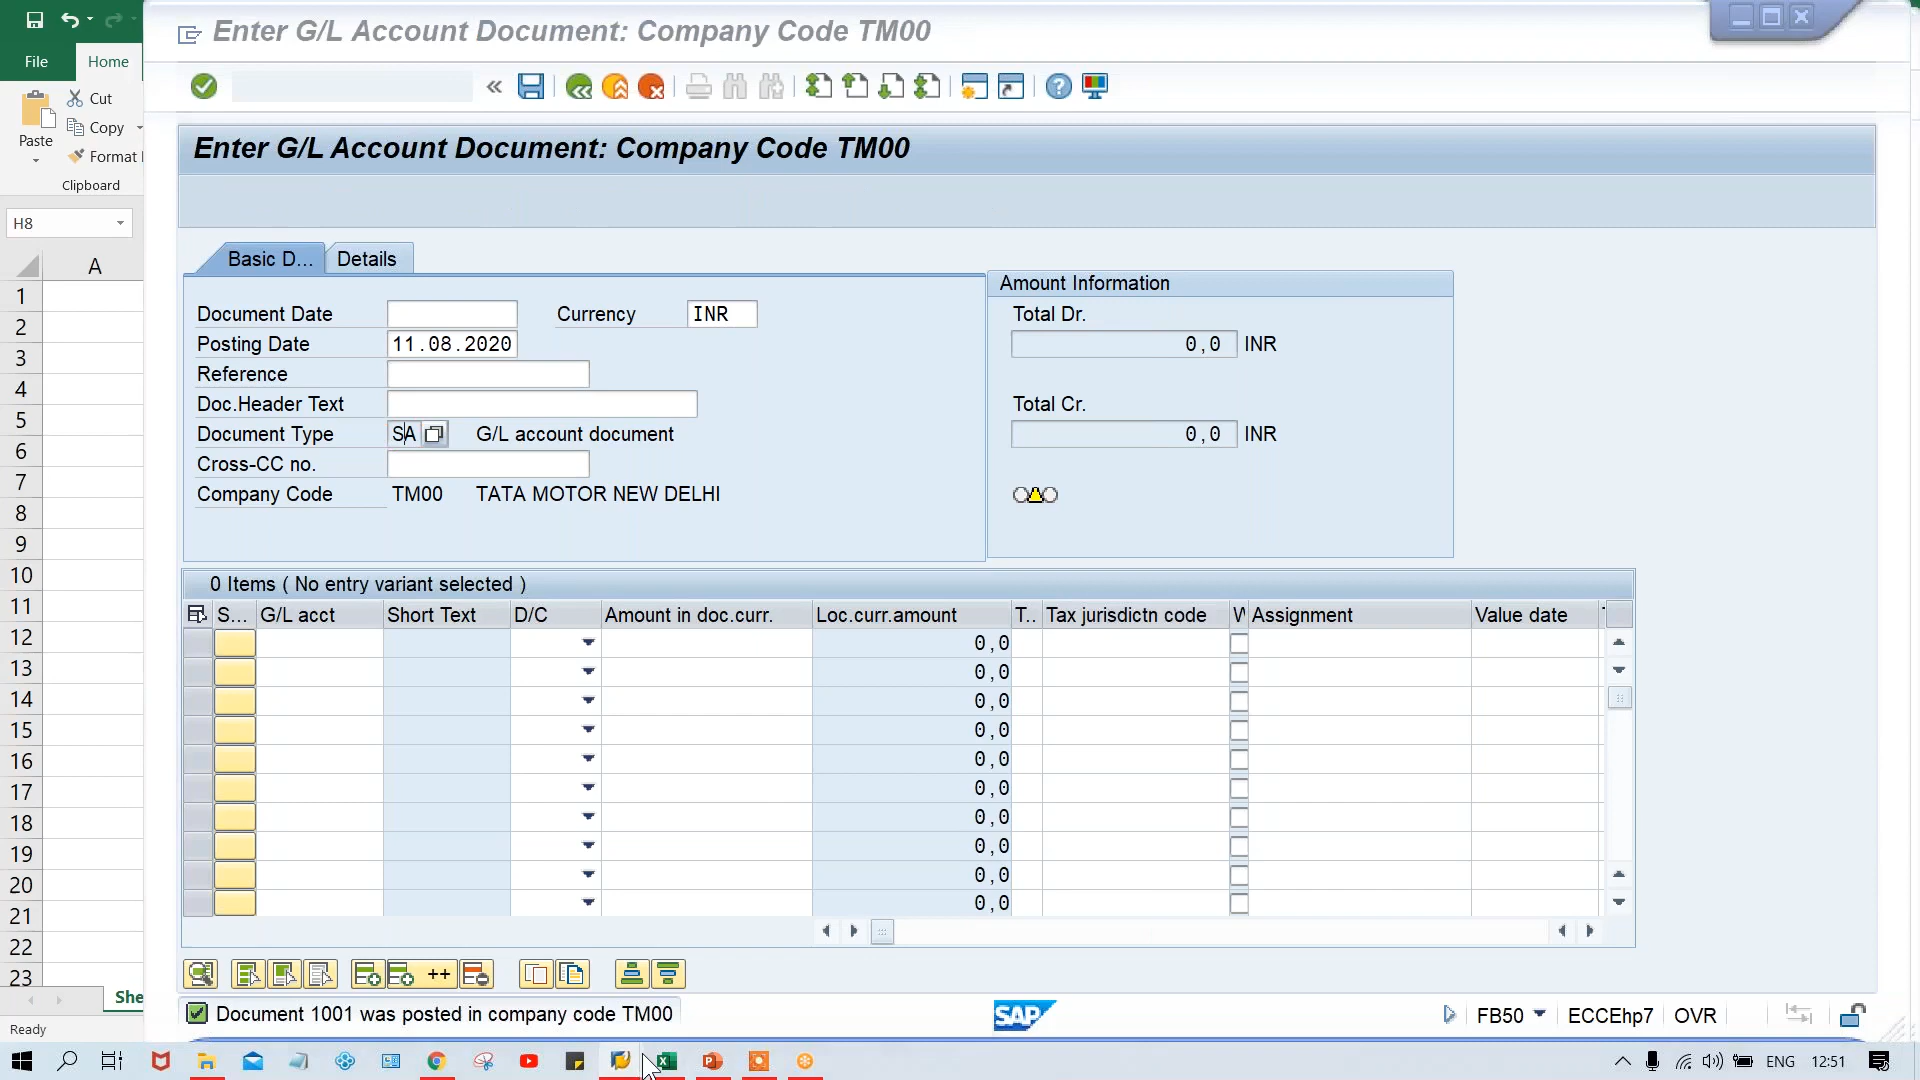 Enter G/L Account Document: Company Code TM00
File
Home
Cut
Copy
Paste
Format
Clipboard
Enter G/L Account Document: Company Code TM00
H8
A
Basic D...
Details
Amount Information
Document Date
Currency
INR
Total Dr.
Posting Date
11.08.2020
0,0
INR
Reference
Doc.Header Text
Total Cr.
Document Type
SA
G/L account document
0,0
INR
Cross-CC no.
Company Code
TM00
TATA MOTOR NEW DELHI
1
2
3
4
5
6
7
8
9
10
11
12
13
14
15
16
17
18
19
20
21
22
23
0 Items ( No entry variant selected )
S...
G/L acct
Short Text
D/C
Amount in doc.curr.
Loc.curr.amount
T..
Tax jurisdictn code
W
Assignment
Value date
0,0
0,0
0,0
0,0
0,0
0,0
0,0
0,0
0,0
0,0
++
She
Document 1001 was posted in company code TM00
SAP
FB50
ECCEhp7
OVR
Ready
ENG
12:51